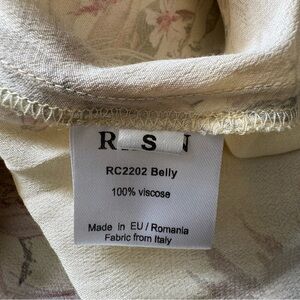 S
RC2202 Belly
100% viscose
Made in EU / Romania
Fabric from Italy